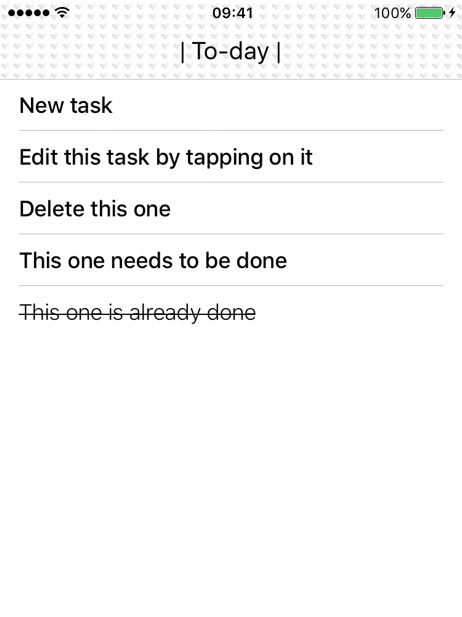 09:41
100%
| To-day |
New task
Edit this task by tapping on it
Delete this one
This one needs to be done
This one is already done